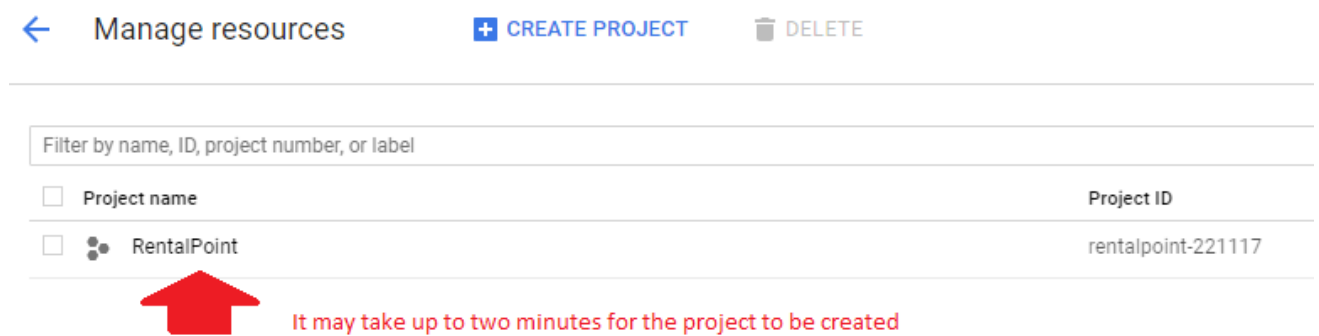 Manage resources CREATE PROJECT DELETE
Filter by name, ID, project number, or label
Project name Project ID
RentalPoint rentalpoint-221117
It may take up to two minutes for the project to be created